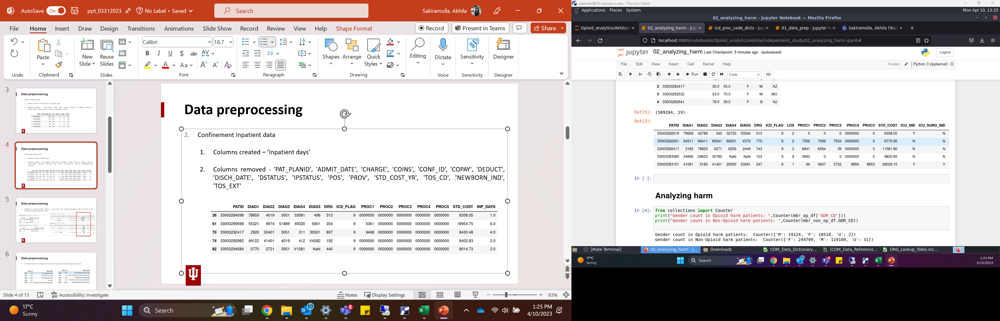 AutoSave On ppt_03312023 No Label • Saved Search Sakiramolla, Akhila
File Home Insert Draw Design Transitions Animations Slide Show Record Review View Help Shape Format Record Present in Teams Share
Paste New Slide Reuse Slides Calibri 18.7 Shapes Arrange Quick Styles Editing Dictate Sensitivity Designer
B I U S ab AV
A Aa A A
Undo Clipboard Slides Font Paragraph Drawing Voice Sensitivity Designer
3
Data preprocessing
4
Data preprocessing
5
Data preprocessing
6
Data preprocessing
Data preprocessing
2. Confinement Inpatient data
1. Columns created – ‘Inpatient days’
2. Columns removed - 'PAT_PLANID', 'ADMIT_DATE', 'CHARGE', 'COINS', 'CONF_ID’, 'COPAY', 'DEDUCT',
'DISCH_DATE', 'DSTATUS', 'IPSTATUS', 'POS', 'PROV', 'STD_COST_YR', 'TOS_CD', 'NEWBORN_IND',
'TOS_EXT'
PATID DIAG1 DIAG2 DIAG3 DIAG4 DIAG5 DRG ICD_FLAG PROC1 PROC2 PROC3 PROC4 PROC5 STD_COST INP_DAYS
26 33003284598 78659 4019 3051 53081 496 313 9 0000000 0000000 0000000 0000000 0000000 6358.05 1.0
61 33003290698 55321 9974 51889 49320 5601 354 9 5361 0000000 0000000 0000000 0000000 18954.75 6.0
70 33003292417 2920 30401 3051 311 30501 897 9 9468 0000000 0000000 0000000 0000000 8430.48 4.0
74 33003292982 49122 41401 4019 412 V4582 192 9 0000000 0000000 0000000 0000000 0000000 6402.83 2.0
82 33003294584 5770 2721 3051 V1581 NaN 440 9 0000000 0000000 0000000 0000000 0000000 8014.73 2.0
Slide 4 of 13 Accessibility: Investigate Notes Display Settings 63%
17°C
Sunny
Search
8
1:25 PM
4/10/2023
asakiram@i22.red.uits.iu.edu - ThinLinc Client
Applications Places System Mon Apr 10, 13:25
02_analyzing_harm - Jupyter Notebook — Mozilla Firefox
Opioid_analytics/Akhila/i 02_analyzing_harm - Jup icd_proc_code_dicts - Jup 01_data_prep - Jupyter N Sakiramolla, Akhila (You)
localhost:8889/notebooks/Opioid_analytics/Akhila/independent_study/02_analyzing_harm.ipynb#
jupyter 02_analyzing_harm Last Checkpoint: 3 minutes ago (autosaved) Logout
File Edit View Insert Cell Kernel Help Trusted Python 3 (ipykernel)
Run Code
2 33003282417 30.0 55.0 F W AZ
3 33003282532 23.0 70.0 F W MO
4 33003282641 78.0 39.0 F B NJ
Out[3]: (509284, 19)
Out[3]:
PATID DIAG1 DIAG2 DIAG3 DIAG4 DIAG5 DRG ICD_FLAG LOS PROC1 PROC2 PROC3 PROC4 PROC5 STD_COST ICU_IND ICU_SURG_IND
33003282019 78659 42789 340 32723 33394 313 9 2 0 0 0 0000000 0 6358.05 Y N
33003282261 64511 66411 66541 66201 V270 775 9 2 7359 7569 7534 0000000 0 6775.95 N N
33003282417 2182 78820 6271 6259 2449 743 9 2 6841 6564 39 0000000 0 11581.80 N N
33003283085 34690 29623 30780 NaN NaN 103 9 9 3893 0 0 0000000 0 9820.65 N N
33003283151 41091 5180 41401 25000 53081 247 9 1 66 3607 3722 8856 8853 28029.15 Y Y
In [ ]:
Analyzing harm
In [4]: from collections import Counter
print("Gender count in Opioid harm patients: ",Counter(mbr_op_df['GDR_CD']))
print("Gender count in Non-Opioid harm patients: ",Counter(mbr_non_op_df.GDR_CD))
Gender count in Opioid harm patients:  Counter({'M': 19124, 'F': 18518, 'U': 2})
Gender count in Non-Opioid harm patients:  Counter({'F': 244709, 'M': 119109, 'U': 31})
[Mate Terminal] 02_analyzing_harm - J... Downloads CDM_Data_Dictionary... [CDM_Data_Reference... DRG_Lookup_Table.xls...
17°C
Sunny
Search
8
1:25 PM
4/10/2023